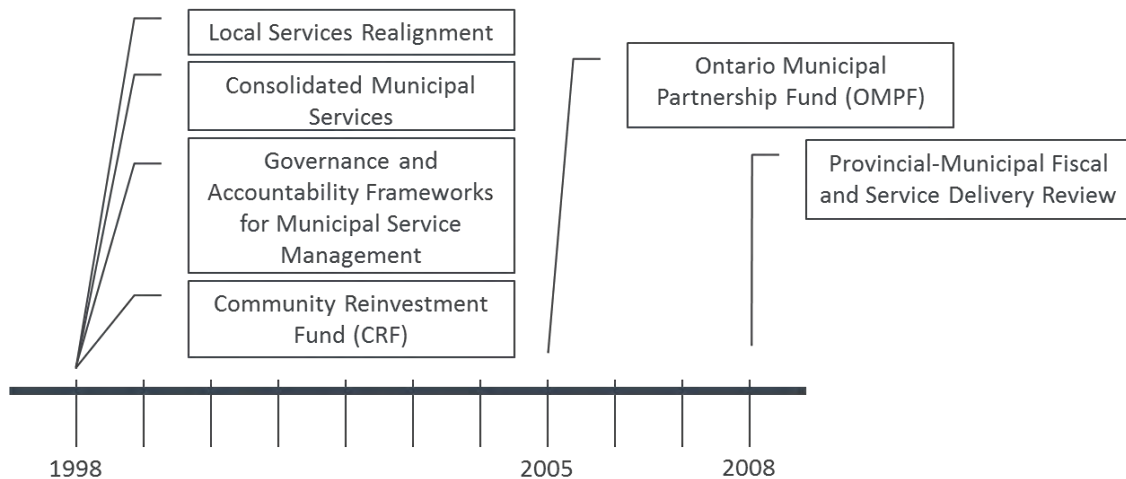 Local Services Realignment
Consolidated Municipal
Services
Governance and
Accountability Frameworks
for Municipal Service
Management
Community Reinvestment
Fund (CRF)
Ontario Municipal
Partnership Fund (OMPF)
Provincial-Municipal Fiscal
and Service Delivery Review
1998
2005
2008